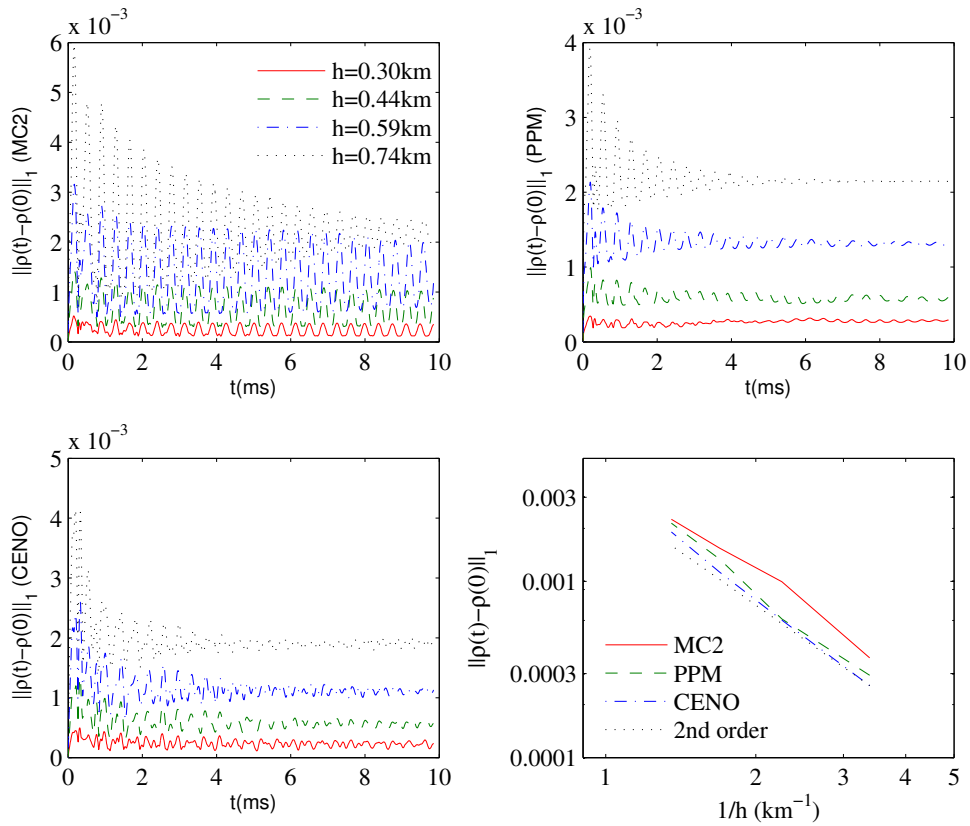 x 10⁻³
6
5
4
3
2
1
0
||ρ(t)−ρ(0)||₁ (MC2)
h=0.30km
h=0.44km
h=0.59km
h=0.74km
0 2 4 6 8 10
t(ms)
x 10⁻³
4
3
2
1
0
||ρ(t)−ρ(0)||₁ (PPM)
0 2 4 6 8 10
t(ms)
x 10⁻³
5
4
3
2
1
0
||ρ(t)−ρ(0)||₁ (CENO)
0 2 4 6 8 10
t(ms)
0.003
0.001
0.0003
0.0001
||ρ(t)−ρ(0)||₁
MC2
PPM
CENO
2nd order
1 2 3 4 5
1/h (km⁻¹)